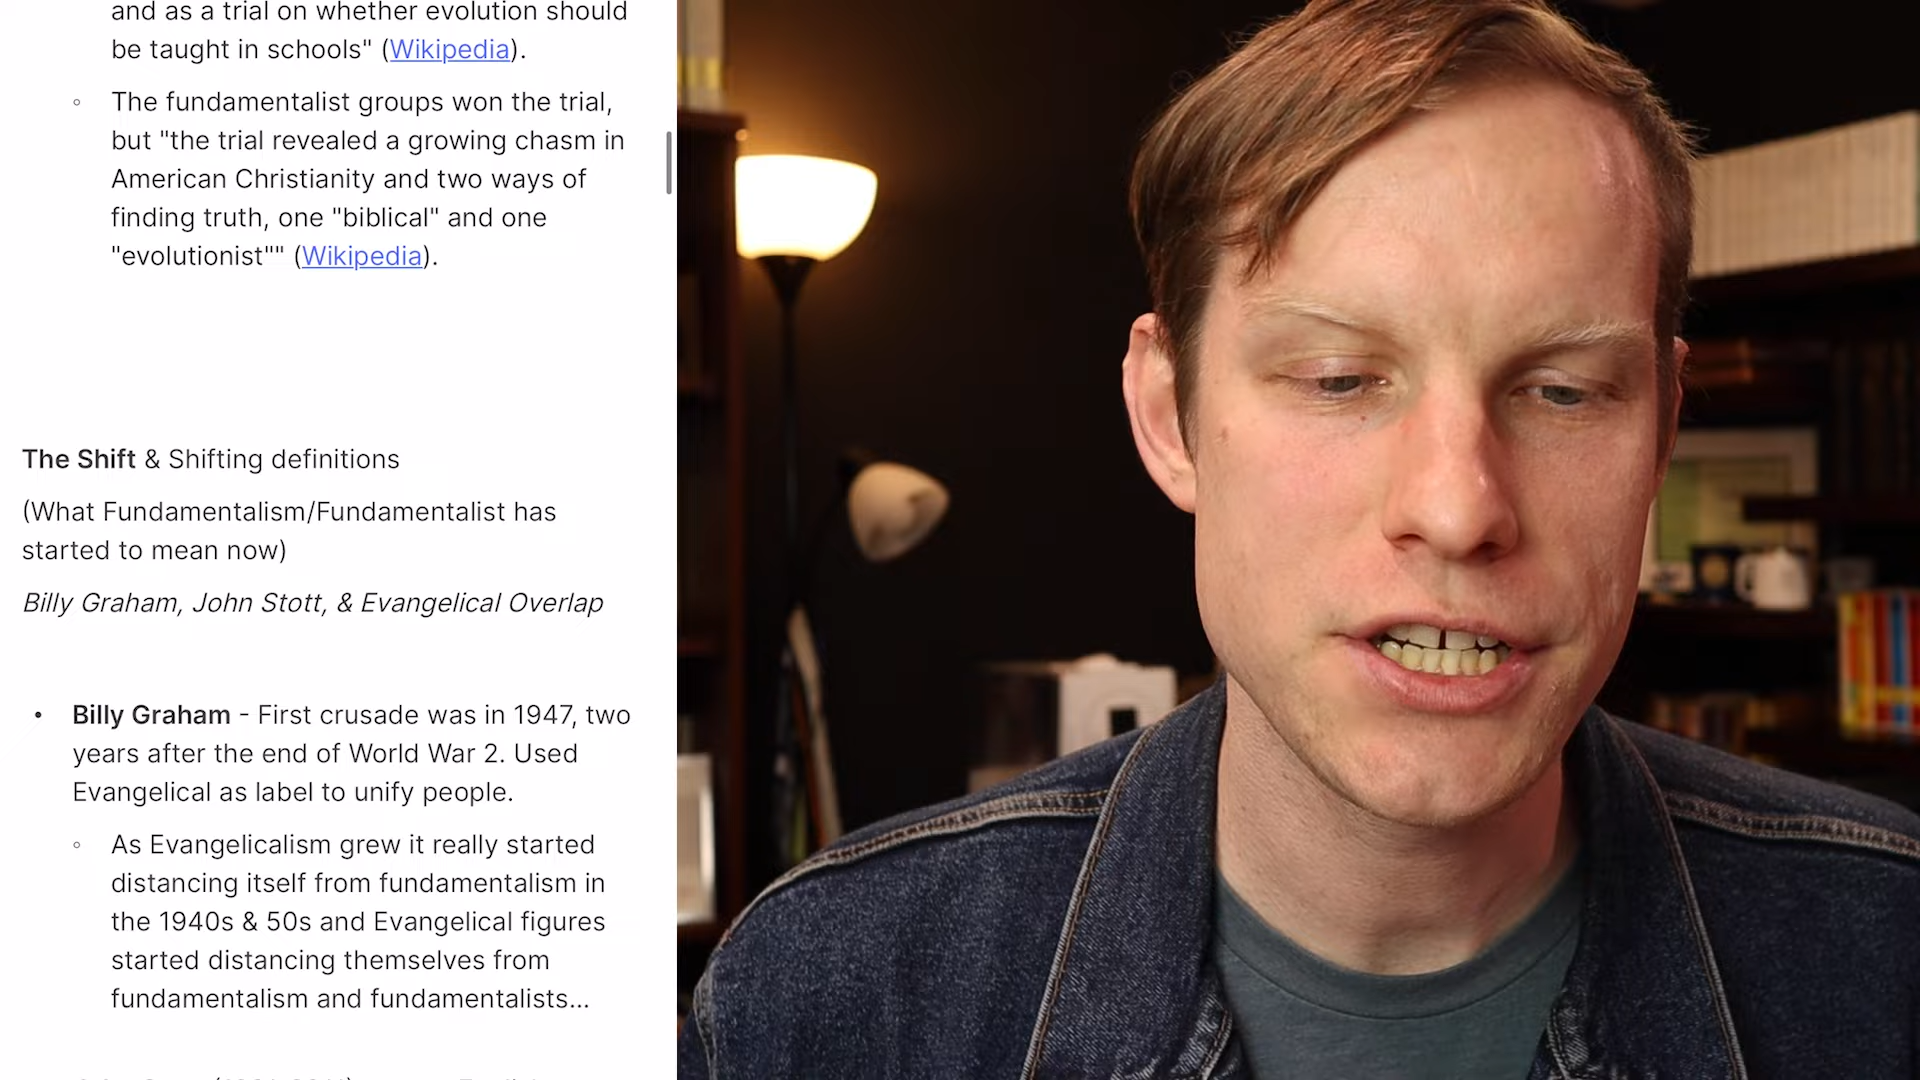 and as a trial on whether evolution should
be taught in schools" (Wikipedia).
◦ The fundamentalist groups won the trial,
but "the trial revealed a growing chasm in
American Christianity and two ways of
finding truth, one "biblical" and one
"evolutionist"" (Wikipedia).
The Shift & Shifting definitions
(What Fundamentalism/Fundamentalist has
started to mean now)
Billy Graham, John Stott, & Evangelical Overlap
• Billy Graham - First crusade was in 1947, two
years after the end of World War 2. Used
Evangelical as label to unify people.
◦ As Evangelicalism grew it really started
distancing itself from fundamentalism in
the 1940s & 50s and Evangelical figures
started distancing themselves from
fundamentalism and fundamentalists...